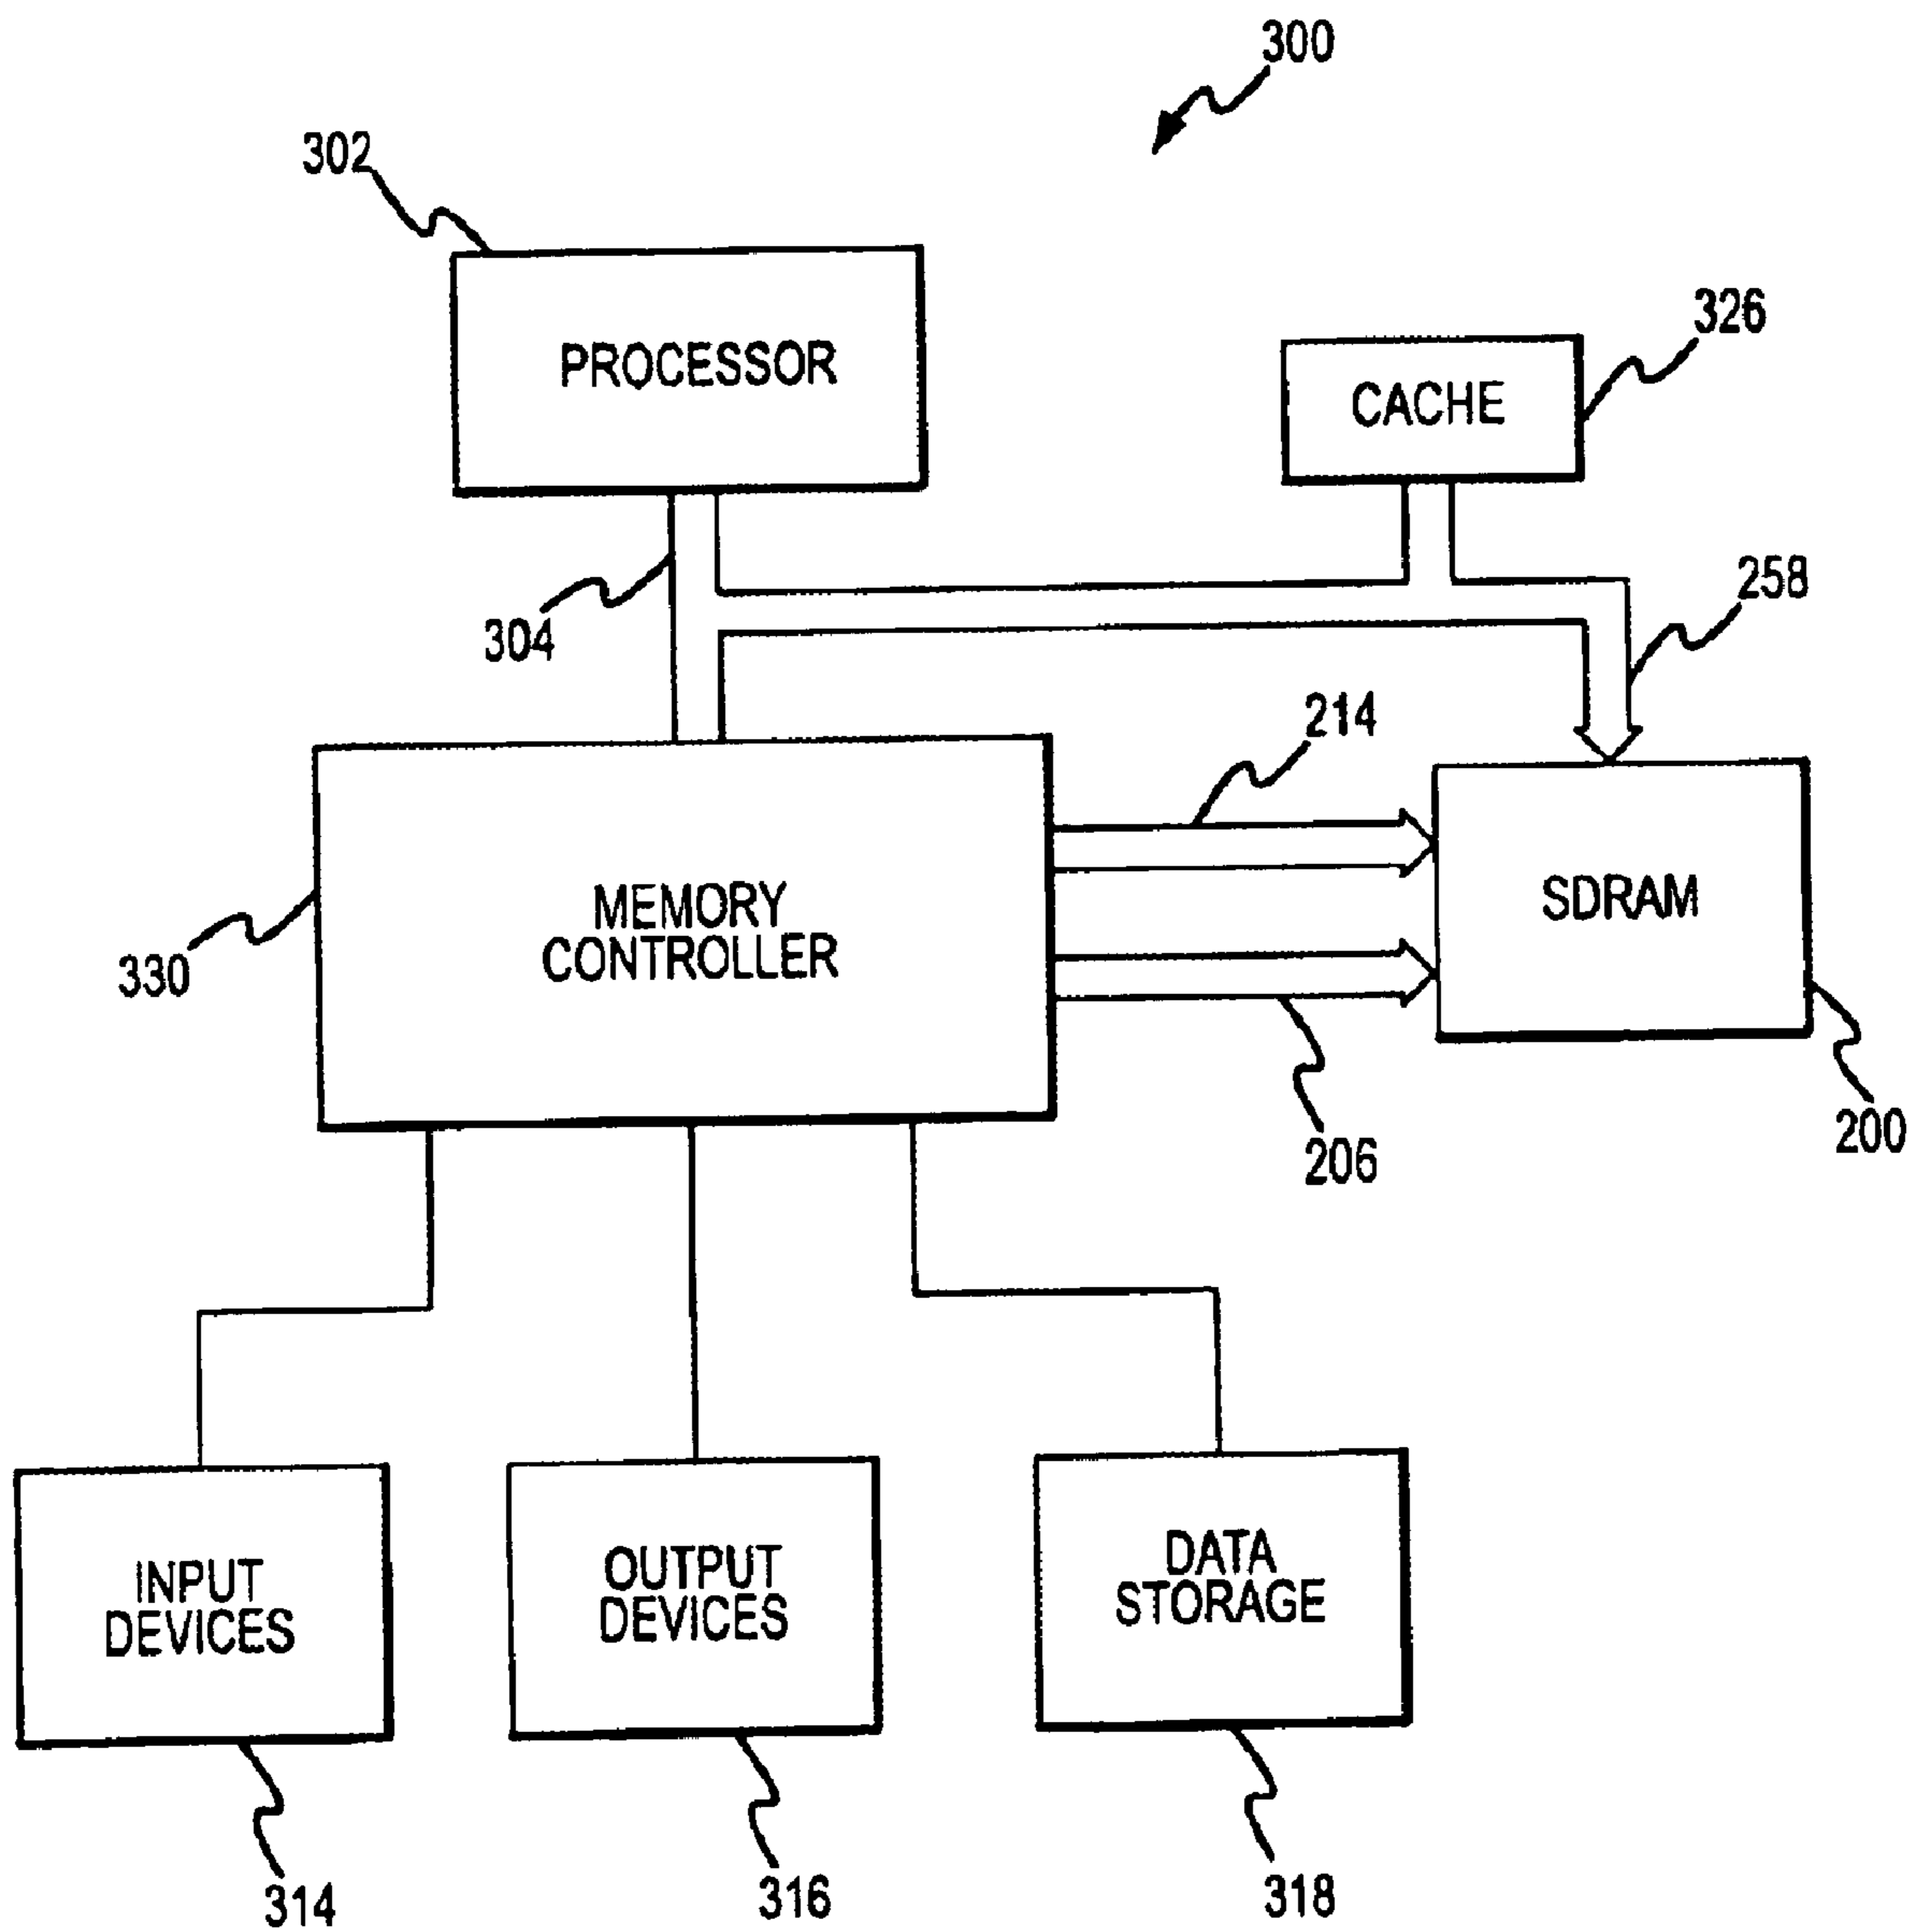 300
302
PROCESSOR
326
CACHE
304
258
214
MEMORY
CONTROLLER
SDRAM
330
206
200
INPUT
DEVICES
OUTPUT
DEVICES
DATA
STORAGE
314
316
318